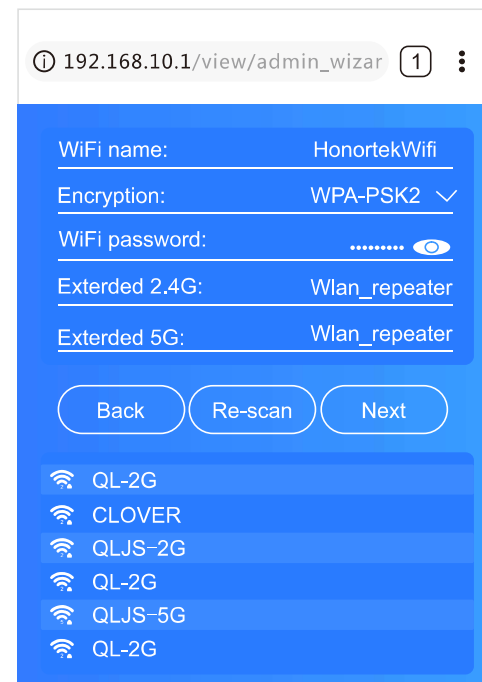 192.168.10.1/view/admin_wizar 1
WiFi name: HonortekWifi
Encryption: WPA-PSK2
WiFi password: •••••••••
Exterded 2.4G: Wlan_repeater
Exterded 5G: Wlan_repeater
Back Re-scan Next
QL-2G
CLOVER
QLJS-2G
QL-2G
QLJS-5G
QL-2G